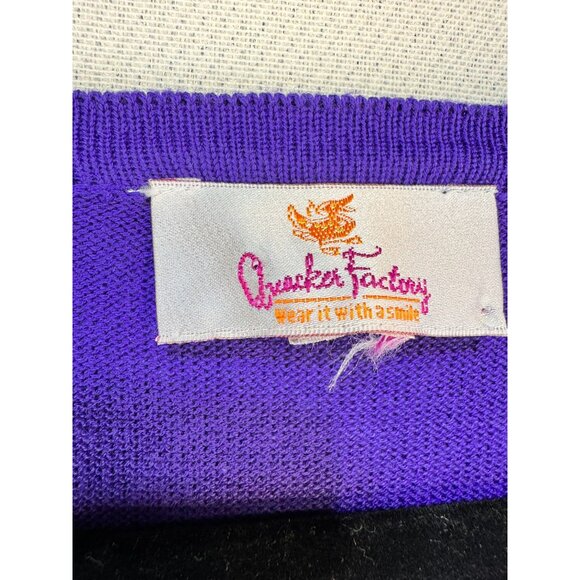 Quacker Factory
wear it with a smile